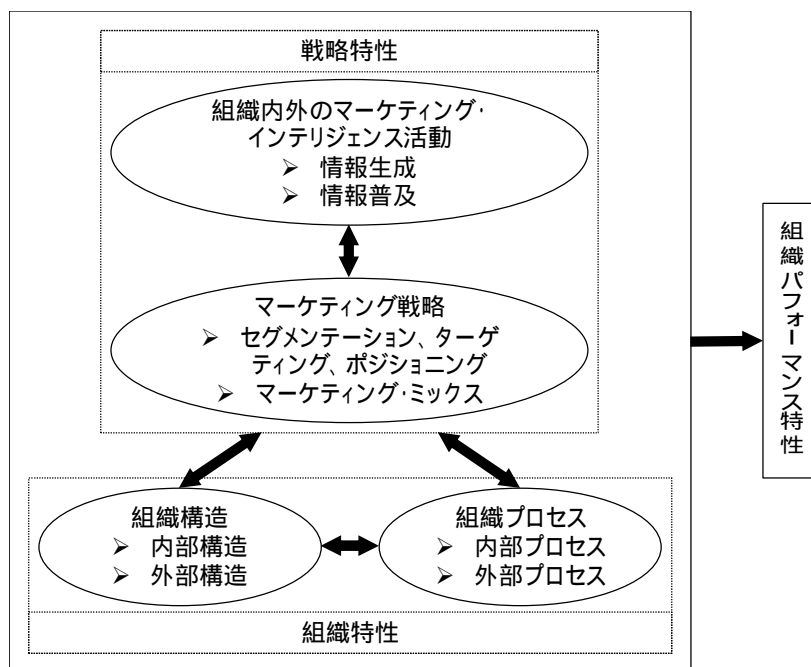 戦略特性
組織内外のマーケティング・
インテリジェンス活動
➢ 情報生成
➢ 情報普及
マーケティング戦略
➢ セグメンテーション、ターゲ
ティング、ポジショニング
➢ マーケティング・ミックス
組織構造
➢ 内部構造
➢ 外部構造
組織プロセス
➢ 内部プロセス
➢ 外部プロセス
組織特性
組織パフォーマンス特性